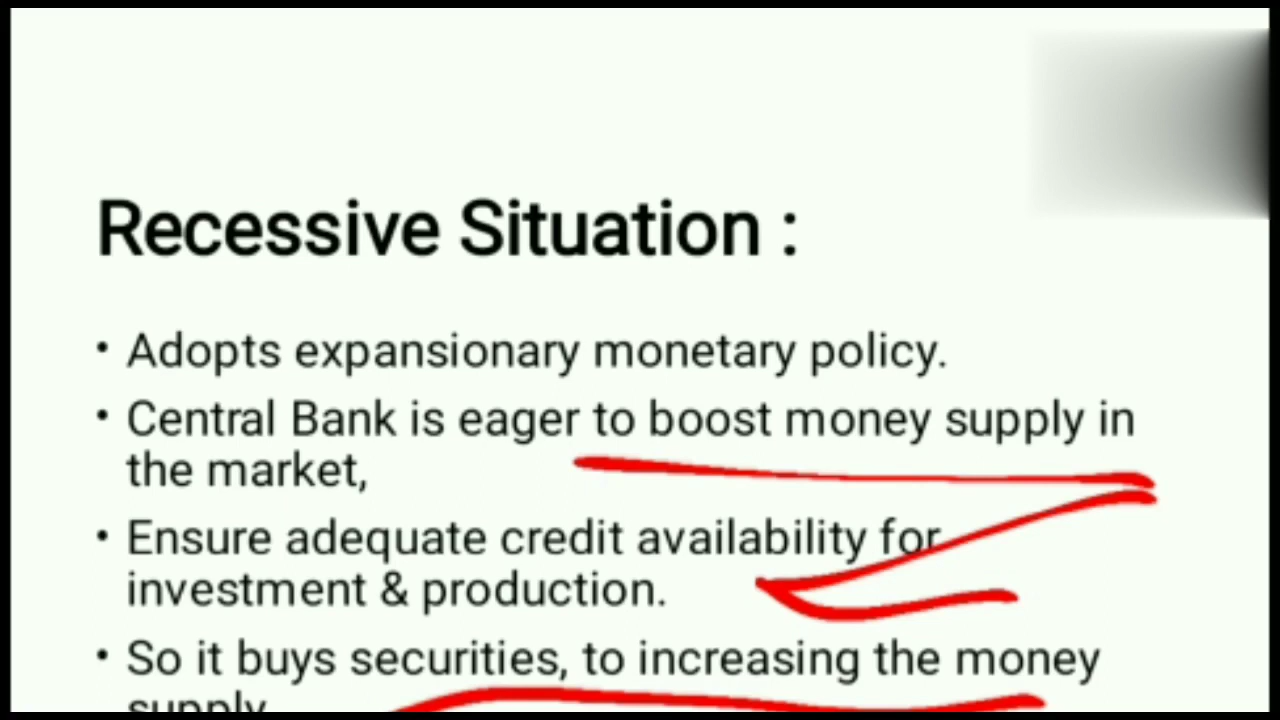 Recessive Situation :
• Adopts expansionary monetary policy.
• Central Bank is eager to boost money supply in
the market,
• Ensure adequate credit availability for
investment & production.
• So it buys securities, to increasing the money
supply